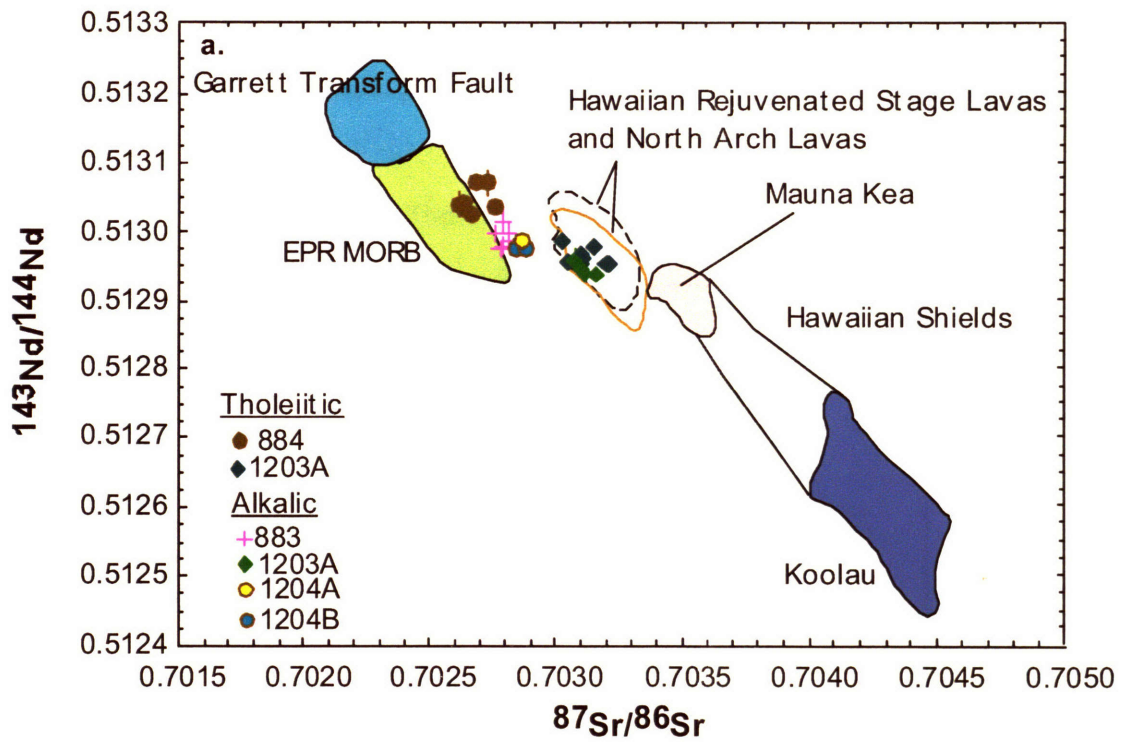 a.
Garrett Transform Fault
Hawaiian Rejuvenated Stage Lavas
and North Arch Lavas
Mauna Kea
EPR MORB
Hawaiian Shields
Koolau
Tholeiitic
884
1203A
Alkalic
883
1203A
1204A
1204B
143Nd/144Nd
0.5133
0.5132
0.5131
0.5130
0.5129
0.5128
0.5127
0.5126
0.5125
0.5124
0.7015 0.7020 0.7025 0.7030 0.7035 0.7040 0.7045 0.7050
87Sr/86Sr